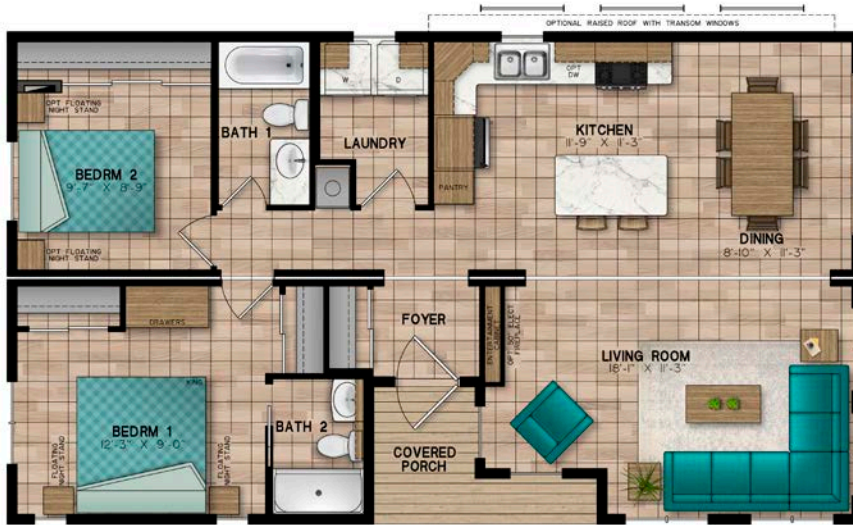 OPTIONAL RAISED ROOF WITH TRANSOM WINDOWS
OPT FLOATING
NIGHT STAND
BEDRM 2
9'-7" X 8'-9"
OPT FLOATING
NIGHT STAND
BATH 1
W
D
LAUNDRY
PANTRY
OPT
DW
KITCHEN
11'-9" X 11'-3"
DINING
8'-10" X 11'-3"
DRAWERS
KING
BEDRM 1
12'-3" X 9'-0"
FLOATING
NIGHT STAND
FLOATING
NIGHT STAND
BATH 2
FOYER
COVERED
PORCH
ENTERTAINMENT
CABINET
OPT 50" ELECT
FIREPLACE
LIVING ROOM
18'-1" X 11'-3"